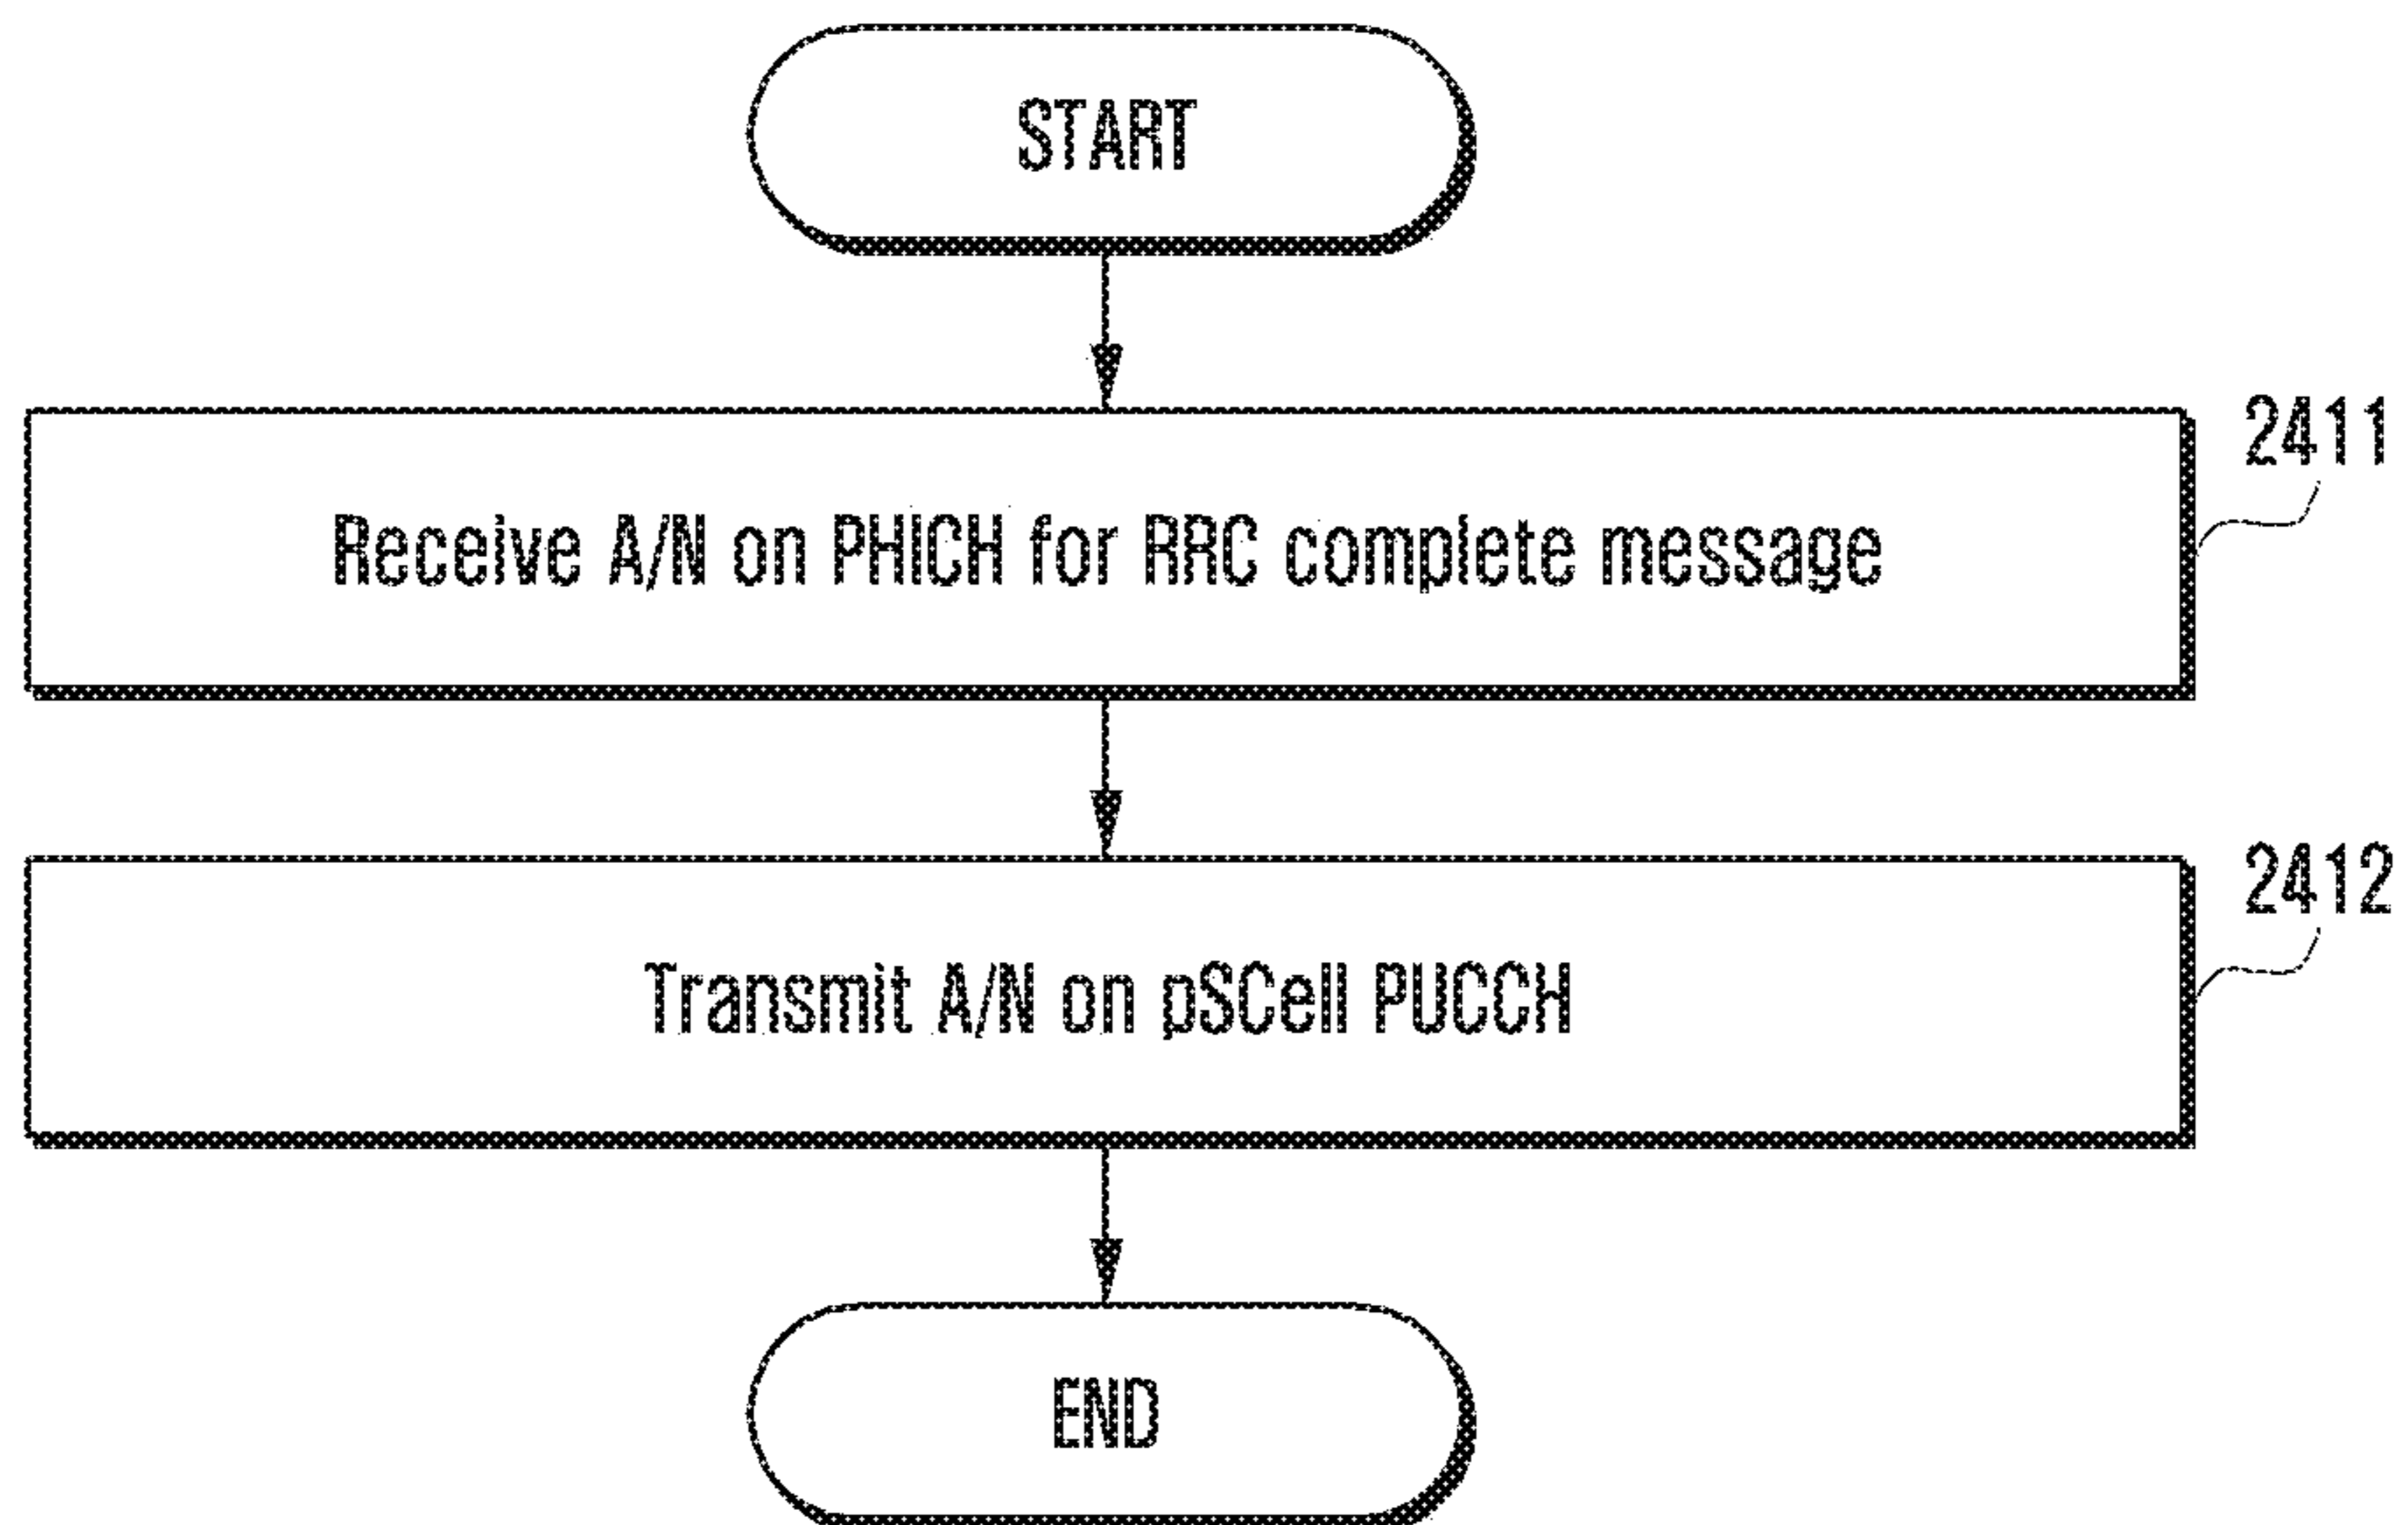 START
2411
Receive A/N on PHICH for RRC complete message
2412
Transmit A/N on pSCell PUCCH
END